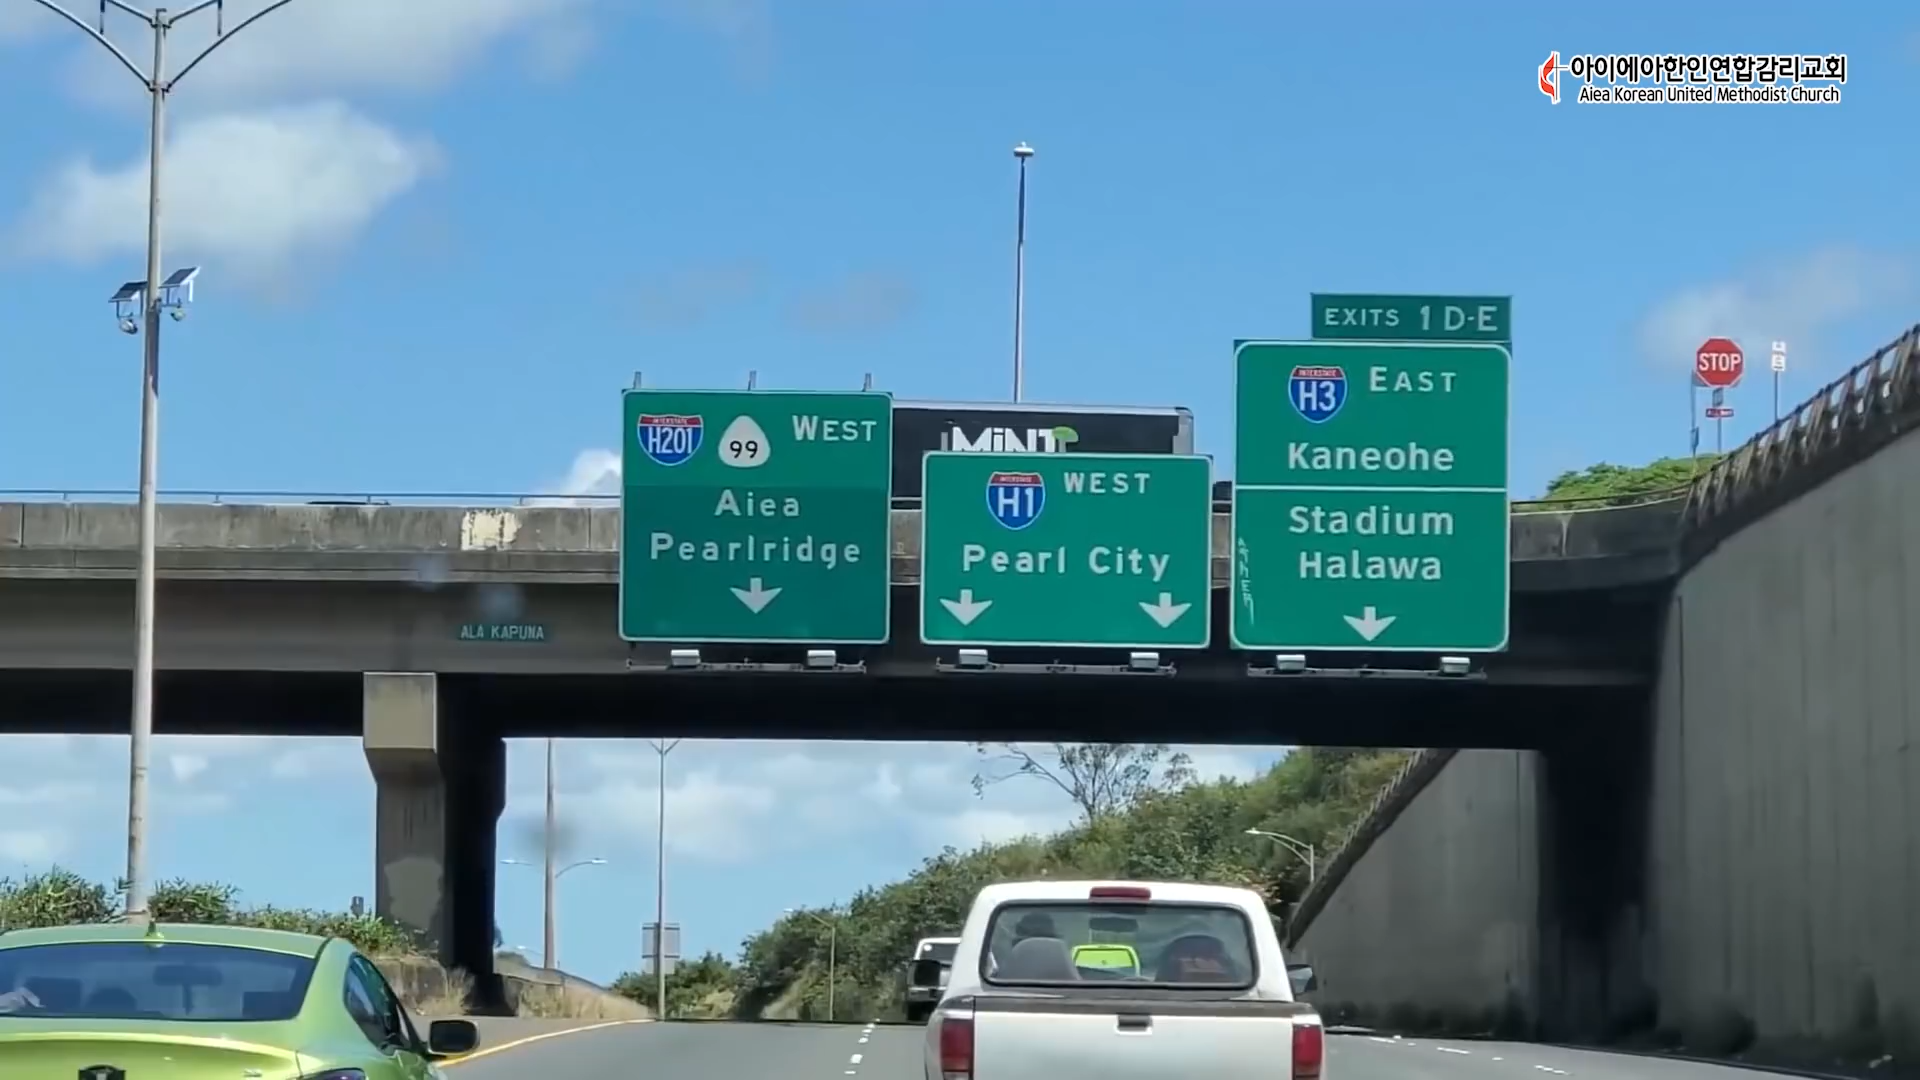 아이에아한인연합감리교회
Aiea Korean United Methodist Church
EXITS 1D-E
INTERSTATE
H3
EAST
Kaneohe
Stadium
Halawa
STOP
INTERSTATE
H201
99
WEST
Aiea
Pearlridge
MINT
INTERSTATE
H1
WEST
Pearl City
ALA KAPUNA